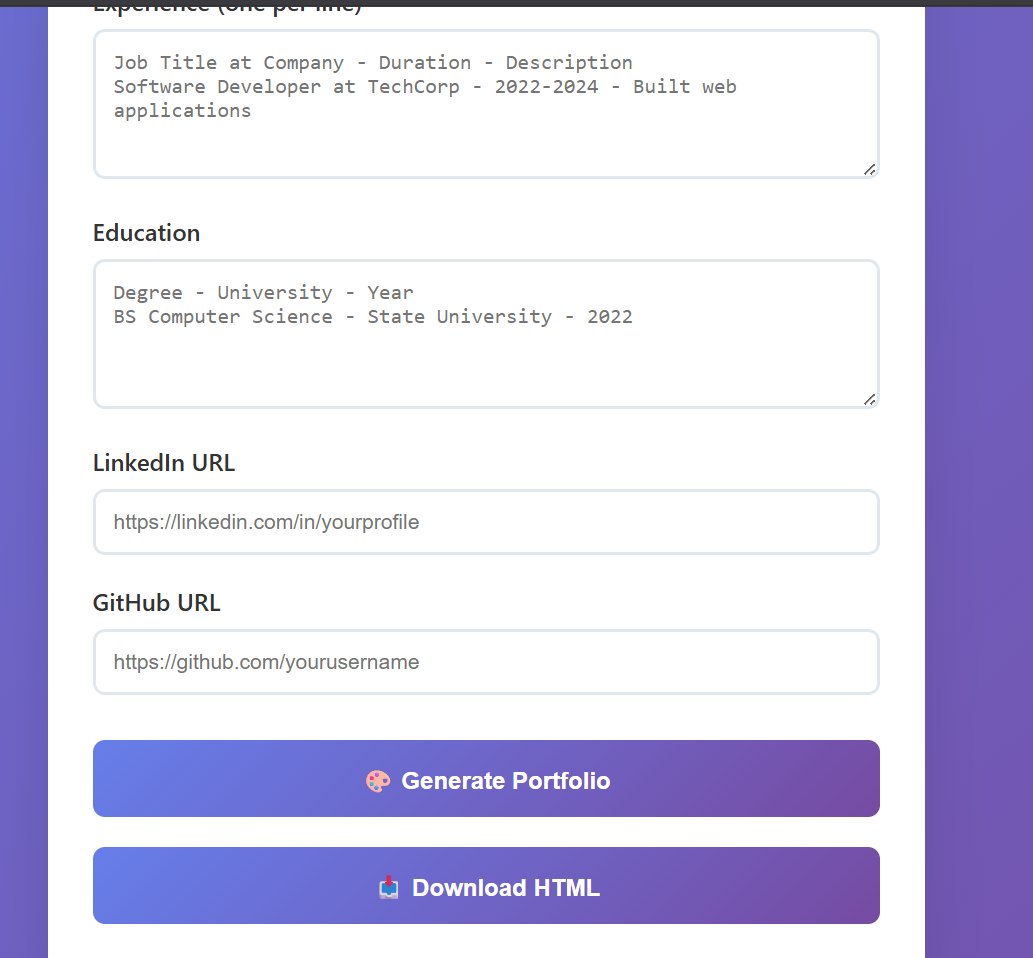 Experience (one per line)
Job Title at Company - Duration - Description
Software Developer at TechCorp - 2022-2024 - Built web
applications
Education
Degree - University - Year
BS Computer Science - State University - 2022
LinkedIn URL
https://linkedin.com/in/yourprofile
GitHub URL
https://github.com/yourusername
Generate Portfolio
Download HTML